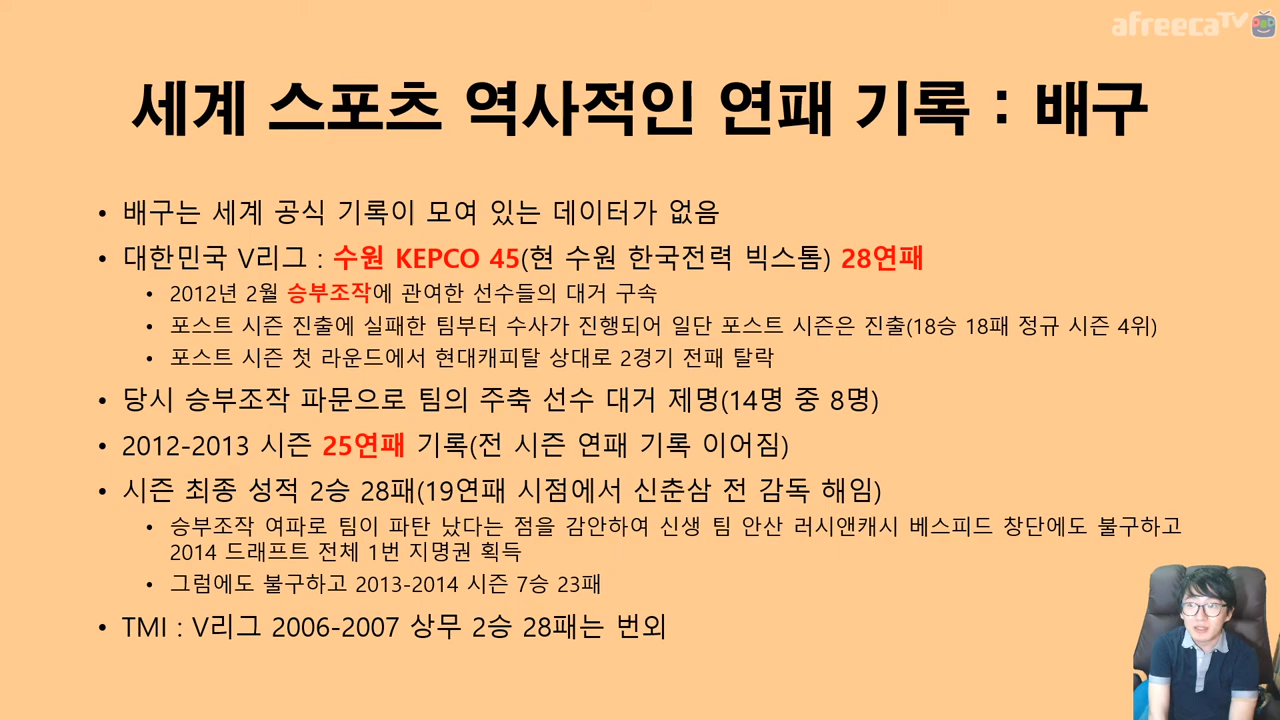 afreecaTV
세계 스포츠 역사적인 연패 기록 : 배구
• 배구는 세계 공식 기록이 모여 있는 데이터가 없음
• 대한민국 V리그 : 수원 KEPCO 45(현 수원 한국전력 빅스톰) 28연패
• 2012년 2월 승부조작에 관여한 선수들의 대거 구속
• 포스트 시즌 진출에 실패한 팀부터 수사가 진행되어 일단 포스트 시즌은 진출(18승 18패 정규 시즌 4위)
• 포스트 시즌 첫 라운드에서 현대캐피탈 상대로 2경기 전패 탈락
• 당시 승부조작 파문으로 팀의 주축 선수 대거 제명(14명 중 8명)
• 2012-2013 시즌 25연패 기록(전 시즌 연패 기록 이어짐)
• 시즌 최종 성적 2승 28패(19연패 시점에서 신춘삼 전 감독 해임)
• 승부조작 여파로 팀이 파탄 났다는 점을 감안하여 신생 팀 안산 러시앤캐시 베스피드 창단에도 불구하고
2014 드래프트 전체 1번 지명권 획득
• 그럼에도 불구하고 2013-2014 시즌 7승 23패
• TMI : V리그 2006-2007 상무 2승 28패는 번외